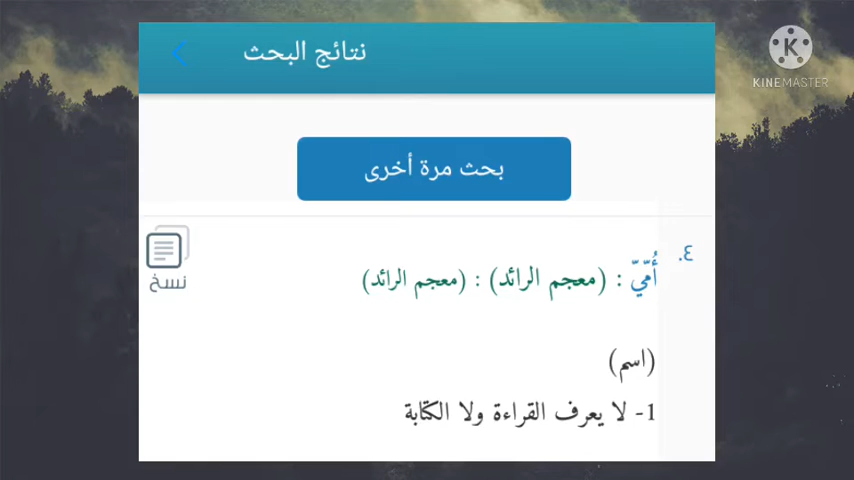 نتائج البحث
KINEMASTER
بحث مرة أخرى
٤.
أُمّيّ : (معجم الرائد) : (معجم الرائد)
نسخ
(اسم)
1- لا يعرف القراءة ولا الكتابة